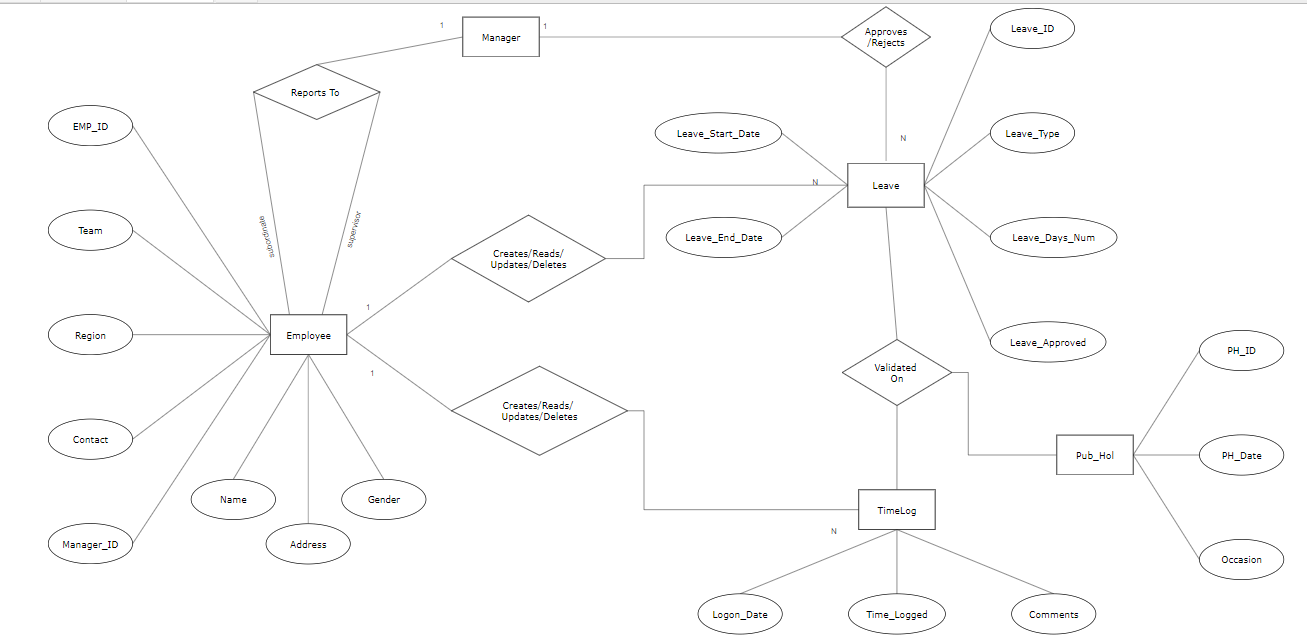 1
Manager
1
Approves
/Rejects
Leave_ID
Reports To
EMP_ID
Leave_Start_Date
N
Leave_Type
N
Leave
Team
subordinate
supervisor
Leave_End_Date
Leave_Days_Num
Creates/Reads/
Updates/Deletes
1
Region
Employee
Leave_Approved
PH_ID
1
Validated
On
Creates/Reads/
Updates/Deletes
Contact
Pub_Hol
PH_Date
Name
Gender
TimeLog
N
Manager_ID
Address
Occasion
Logon_Date
Time_Logged
Comments